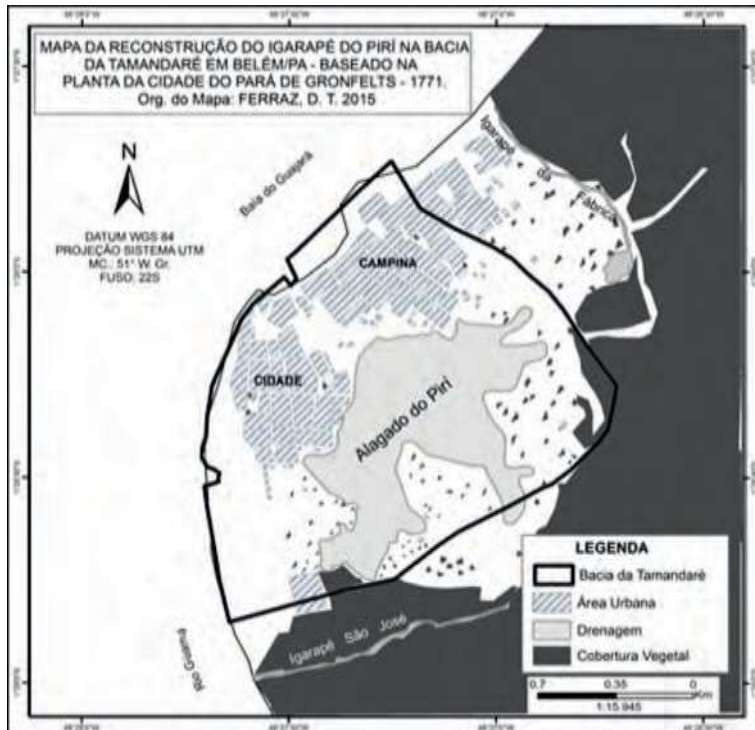 MAPA DA RECONSTRUÇÃO DO IGARAPÉ DO PIRÍ NA BACIA
DA TAMANDARÉ EM BELÉM/PA - BASEADO NA
PLANTA DA CIDADE DO PARÁ DE GRONFELTS - 1771.
Org. do Mapa: FERRAZ, D. T. 2015
N
DATUM WGS 84
PROJEÇÃO SISTEMA UTM
MC.: 51° W. Gr.
FUSO: 22S
Baia do Guajará
Igarapé da Fábrica
CAMPINA
CIDADE
Alagado do Pirí
Rio Guamá
Igarapé São José
LEGENDA
Bacia da Tamandaré
Área Urbana
Drenagem
Cobertura Vegetal
0.7 0.35 0
Km
1:15.945